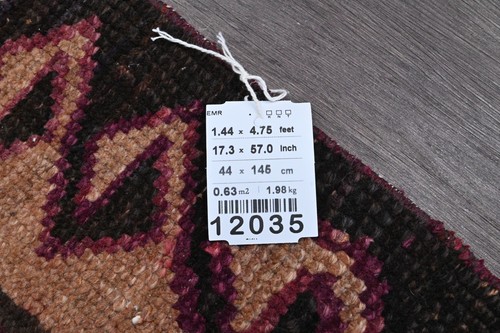 EMR
1.44 x 4.75 feet
17.3 x 57.0 Inch
44 x 145 cm
0.63 m2 1.98 kg
12035